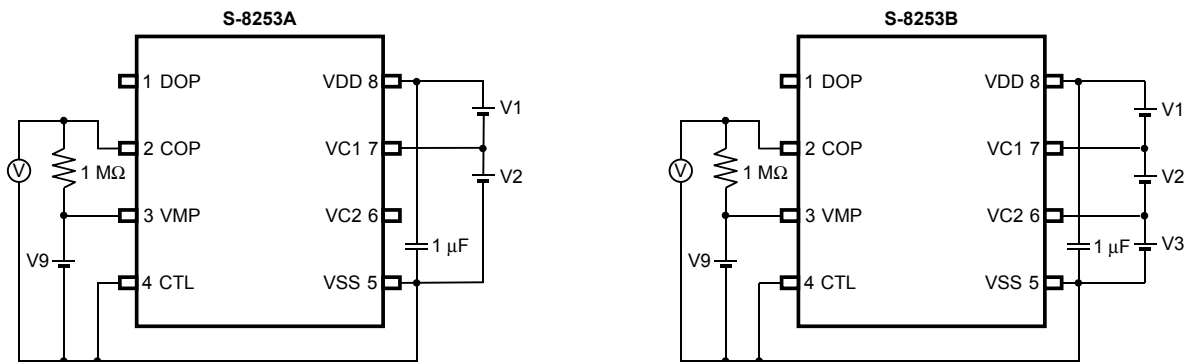 S-8253A
1 DOP
VDD 8
V1
2 COP
VC1 7
V
1 MΩ
V2
3 VMP
VC2 6
1 μF
V9
4 CTL
VSS 5
S-8253B
1 DOP
VDD 8
V1
2 COP
VC1 7
V
1 MΩ
V2
3 VMP
VC2 6
1 μF
V3
V9
4 CTL
VSS 5